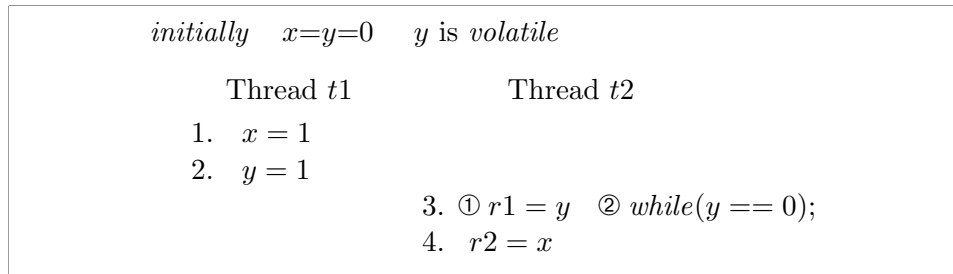 initially x=y=0 y is volatile
Thread t1 Thread t2
1. x = 1
2. y = 1
3. ① r1 = y ② while(y == 0);
4. r2 = x